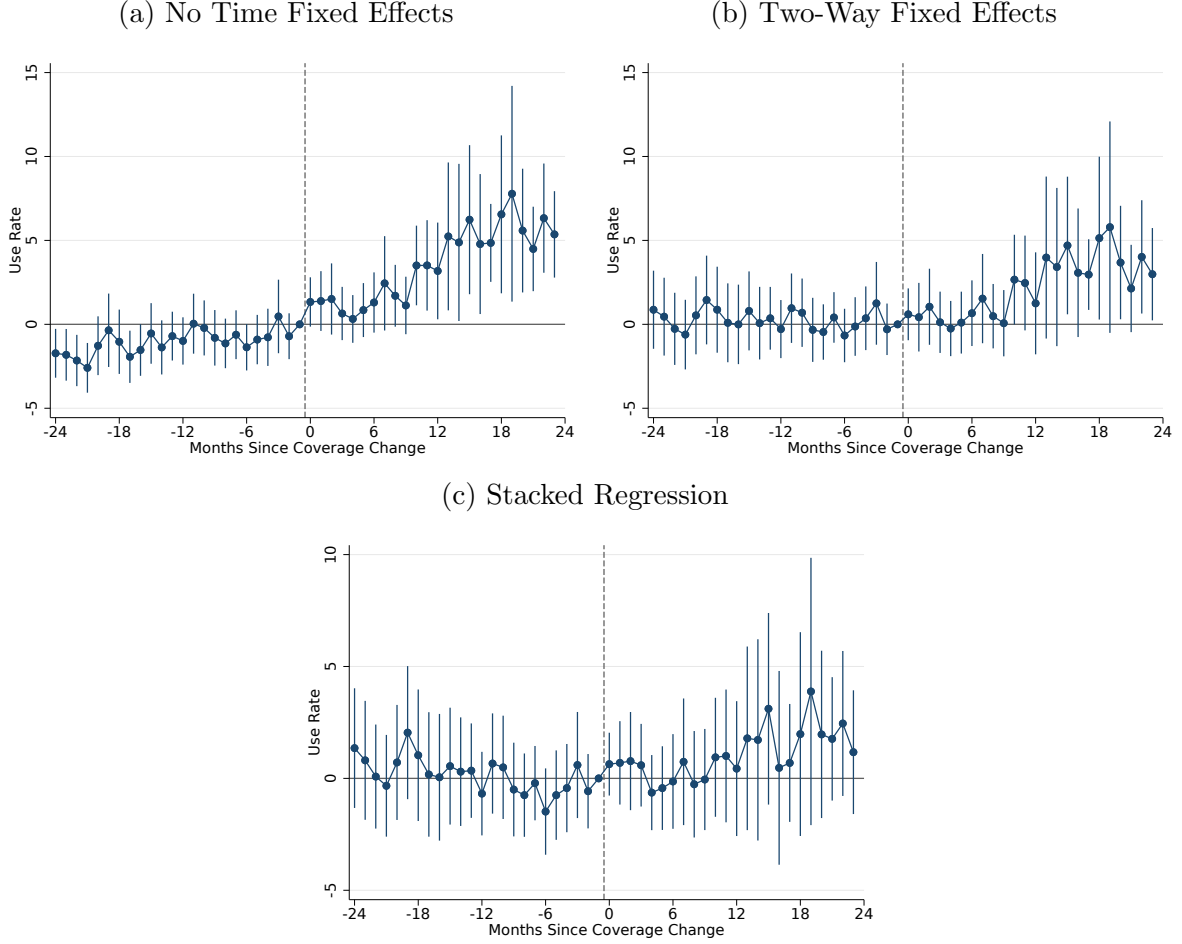 (a) No Time Fixed Effects
(b) Two-Way Fixed Effects
15
10
5
0
-5
Use Rate
-24 -18 -12 -6 0 6 12 18 24
Months Since Coverage Change
15
10
5
0
-5
Use Rate
-24 -18 -12 -6 0 6 12 18 24
Months Since Coverage Change
(c) Stacked Regression
10
5
0
-5
Use Rate
-24 -18 -12 -6 0 6 12 18 24
Months Since Coverage Change